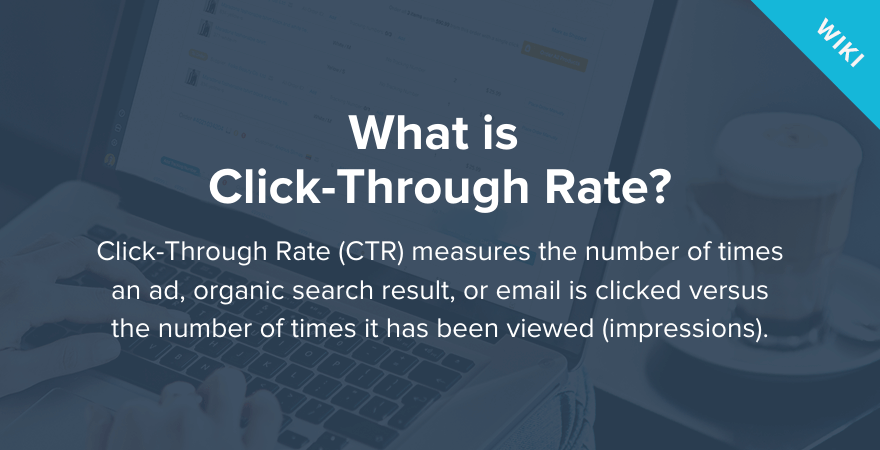 WIKI
What is
Click-Through Rate?
Click-Through Rate (CTR) measures the number of times
an ad, organic search result, or email is clicked versus
the number of times it has been viewed (impressions).